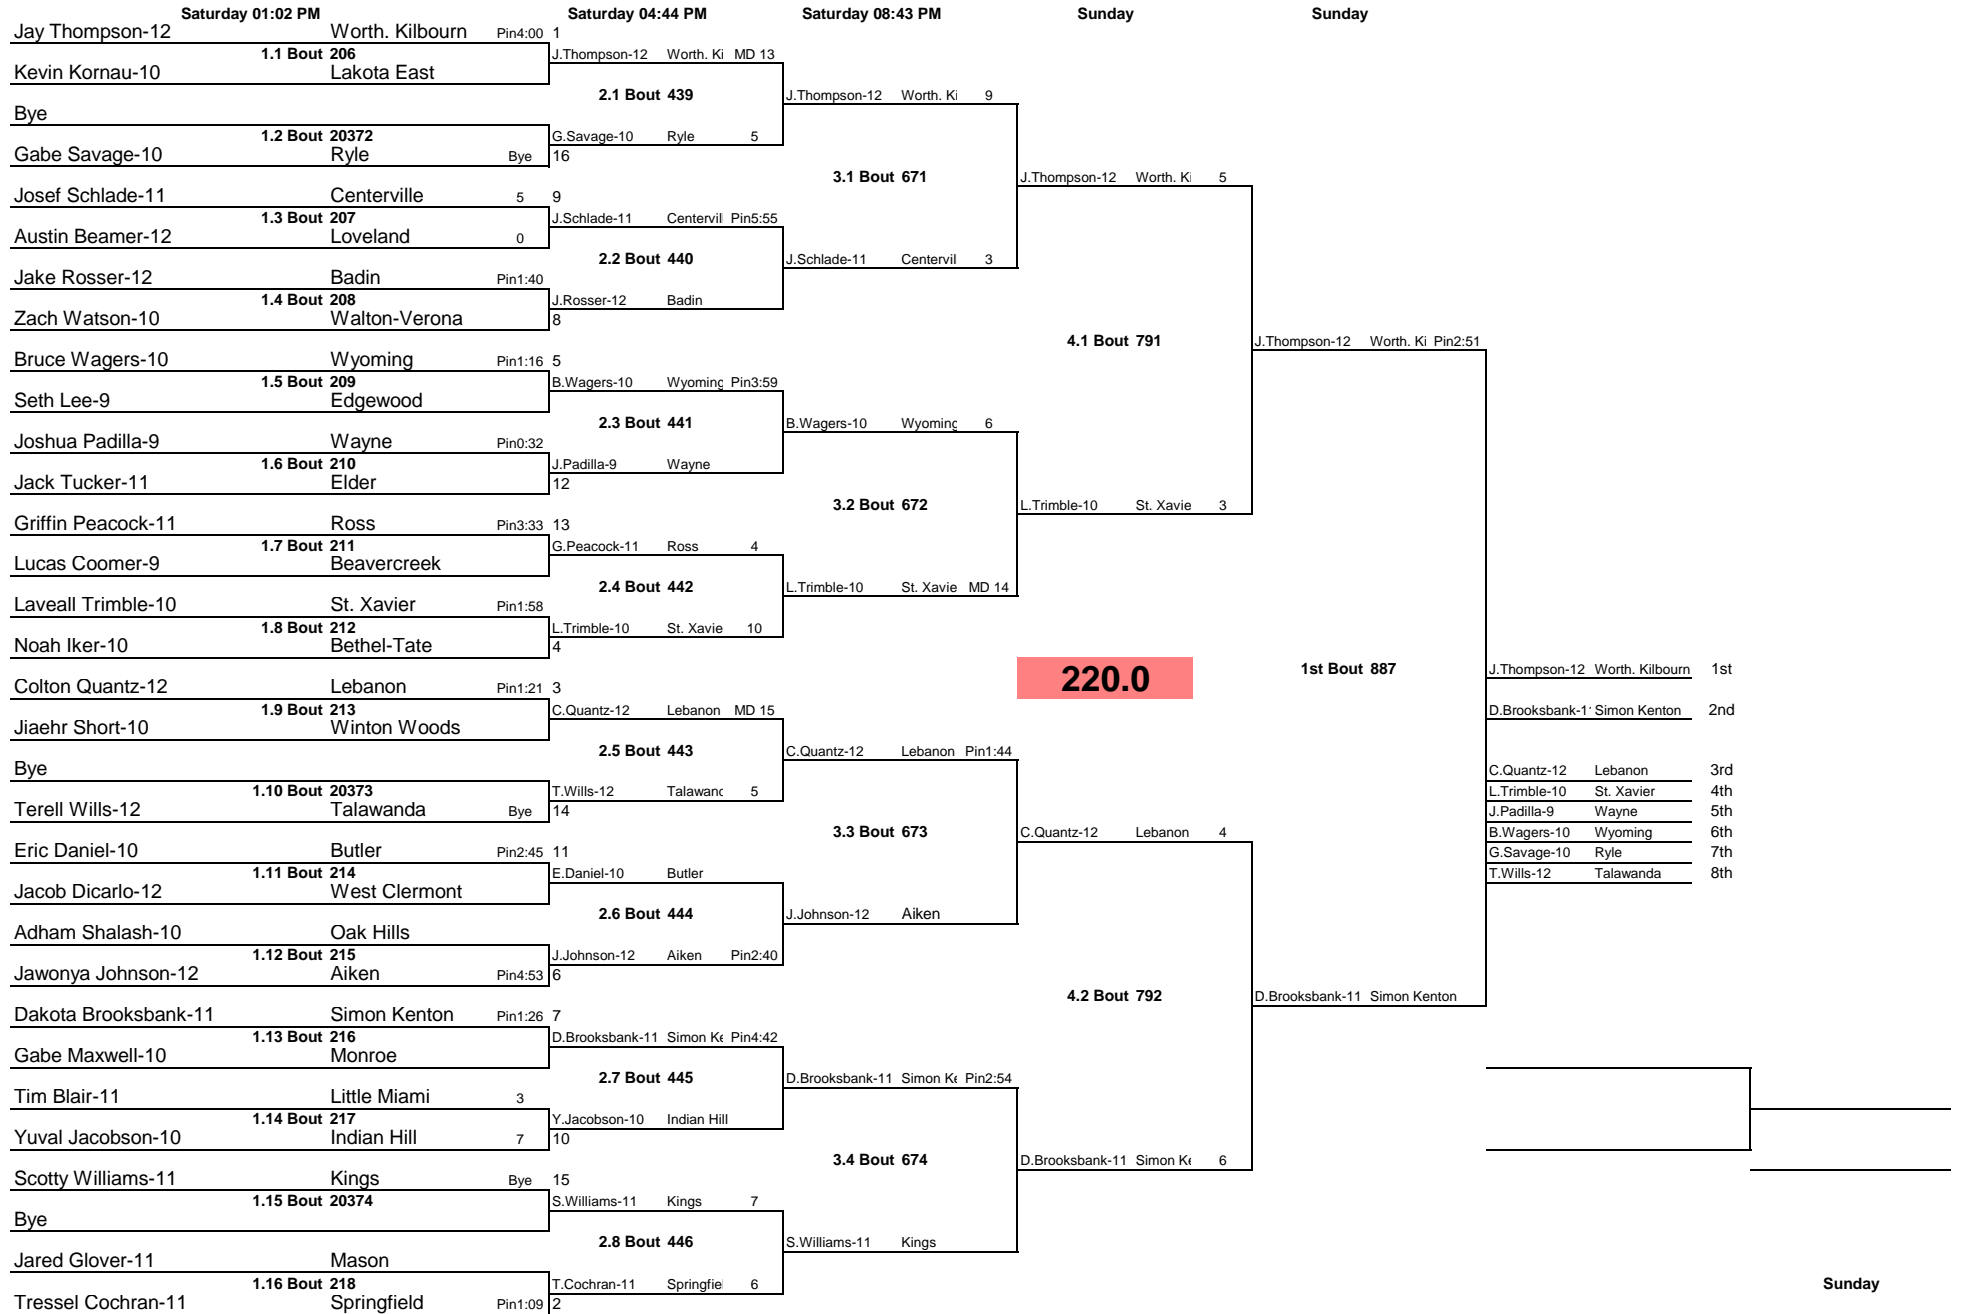 Saturday 01:02 PM Saturday 04:44 PM Saturday 08:43 PM Sunday Sunday
Jay Thompson-12 Worth. Kilbourn Pin4:00 1
1.1 Bout 206 J.Thompson-12 Worth. Ki MD 13
Kevin Kornau-10 Lakota East
2.1 Bout 439 J.Thompson-12 Worth. Ki 9
Bye
1.2 Bout 20372 G.Savage-10 Ryle 5
Gabe Savage-10 Ryle Bye 16
3.1 Bout 671 J.Thompson-12 Worth. Ki 5
Josef Schlade-11 Centerville 5 9
1.3 Bout 207 J.Schlade-11 Centervil Pin5:55
Austin Beamer-12 Loveland 0
2.2 Bout 440 J.Schlade-11 Centervil 3
Jake Rosser-12 Badin Pin1:40
1.4 Bout 208 J.Rosser-12 Badin
Zach Watson-10 Walton-Verona 8
4.1 Bout 791 J.Thompson-12 Worth. Ki Pin2:51
Bruce Wagers-10 Wyoming Pin1:16 5
1.5 Bout 209 B.Wagers-10 Wyoming Pin3:59
Seth Lee-9 Edgewood
2.3 Bout 441 B.Wagers-10 Wyoming 6
Joshua Padilla-9 Wayne Pin0:32
1.6 Bout 210 J.Padilla-9 Wayne
Jack Tucker-11 Elder 12
3.2 Bout 672 L.Trimble-10 St. Xavie 3
Griffin Peacock-11 Ross Pin3:33 13
1.7 Bout 211 G.Peacock-11 Ross 4
Lucas Coomer-9 Beavercreek
2.4 Bout 442 L.Trimble-10 St. Xavie MD 14
Laveall Trimble-10 St. Xavier Pin1:58
1.8 Bout 212 L.Trimble-10 St. Xavie 10
Noah Iker-10 Bethel-Tate 4
220.0 1st Bout 887 J.Thompson-12 Worth. Kilbourn 1st
Colton Quantz-12 Lebanon Pin1:21 3
1.9 Bout 213 C.Quantz-12 Lebanon MD 15 D.Brooksbank-1 Simon Kenton 2nd
Jiaehr Short-10 Winton Woods
2.5 Bout 443 C.Quantz-12 Lebanon Pin1:44
Bye C.Quantz-12 Lebanon 3rd
1.10 Bout 20373 T.Wills-12 Talawanc 5 L.Trimble-10 St. Xavier 4th
Terell Wills-12 Talawanda Bye 14 J.Padilla-9 Wayne 5th
3.3 Bout 673 C.Quantz-12 Lebanon 4 B.Wagers-10 Wyoming 6th
Eric Daniel-10 Butler Pin2:45 11 G.Savage-10 Ryle 7th
1.11 Bout 214 E.Daniel-10 Butler T.Wills-12 Talawanda 8th
Jacob Dicarlo-12 West Clermont
2.6 Bout 444 J.Johnson-12 Aiken
Adham Shalash-10 Oak Hills
1.12 Bout 215 J.Johnson-12 Aiken Pin2:40
Jawonya Johnson-12 Aiken Pin4:53 6
4.2 Bout 792 D.Brooksbank-11 Simon Kenton
Dakota Brooksbank-11 Simon Kenton Pin1:26 7
1.13 Bout 216 D.Brooksbank-11 Simon Ke Pin4:42
Gabe Maxwell-10 Monroe
2.7 Bout 445 D.Brooksbank-11 Simon Ke Pin2:54
Tim Blair-11 Little Miami 3
1.14 Bout 217 Y.Jacobson-10 Indian Hill
Yuval Jacobson-10 Indian Hill 7 10
3.4 Bout 674 D.Brooksbank-11 Simon Ke 6
Scotty Williams-11 Kings Bye 15
1.15 Bout 20374 S.Williams-11 Kings 7
Bye
2.8 Bout 446 S.Williams-11 Kings
Jared Glover-11 Mason
1.16 Bout 218 T.Cochran-11 Springfie 6 Sunday
Tressel Cochran-11 Springfield Pin1:09 2